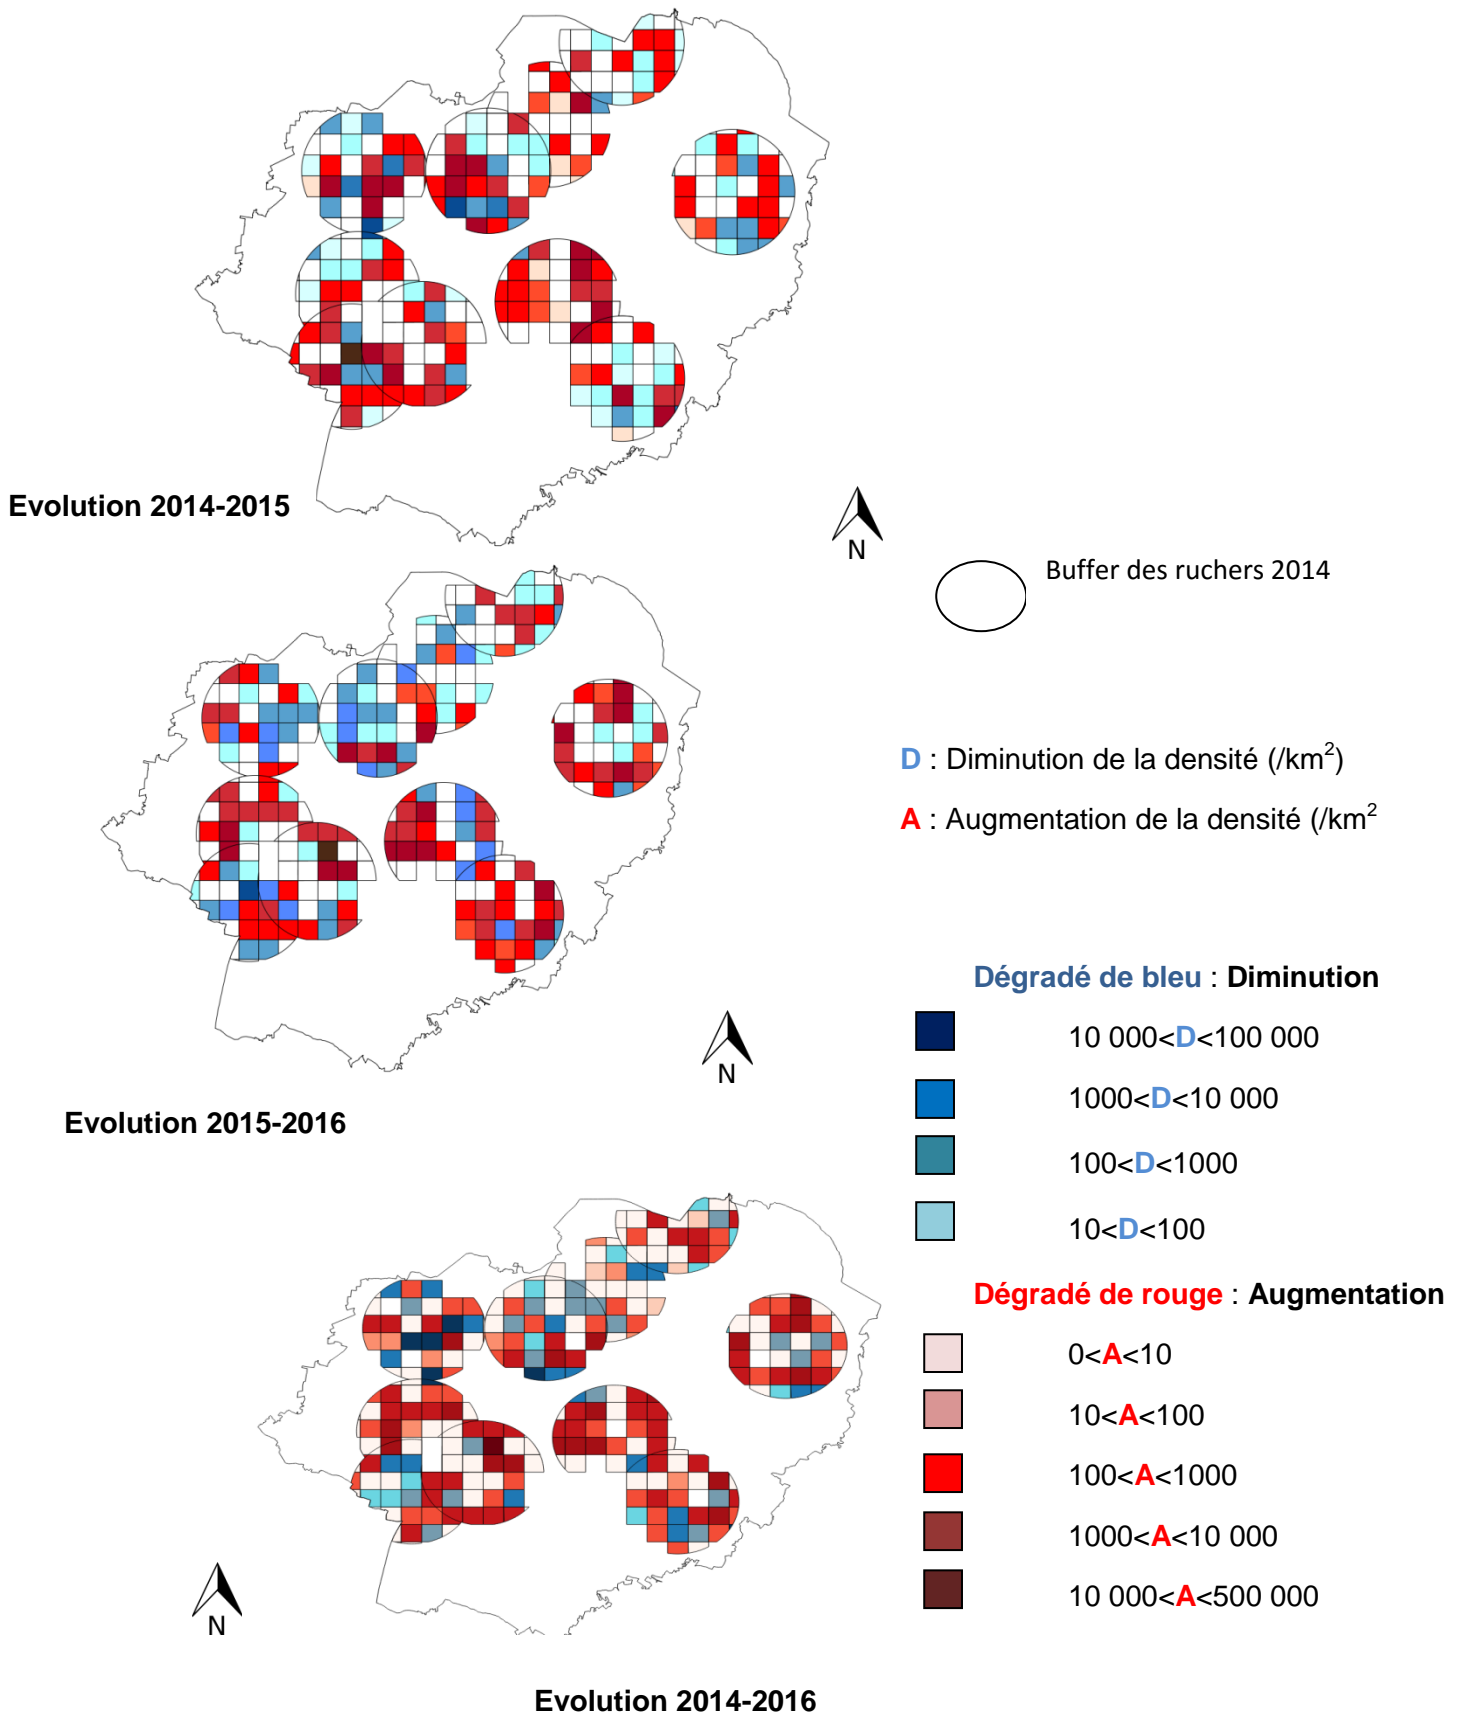 Evolution 2014-2015
N
Buffer des ruchers 2014
D : Diminution de la densité (/km²)
A : Augmentation de la densité (/km²
N
Evolution 2015-2016
Dégradé de bleu : Diminution
10 000<D<100 000
1000<D<10 000
100<D<1000
10<D<100
Dégradé de rouge : Augmentation
0<A<10
10<A<100
100<A<1000
1000<A<10 000
10 000<A<500 000
N
Evolution 2014-2016